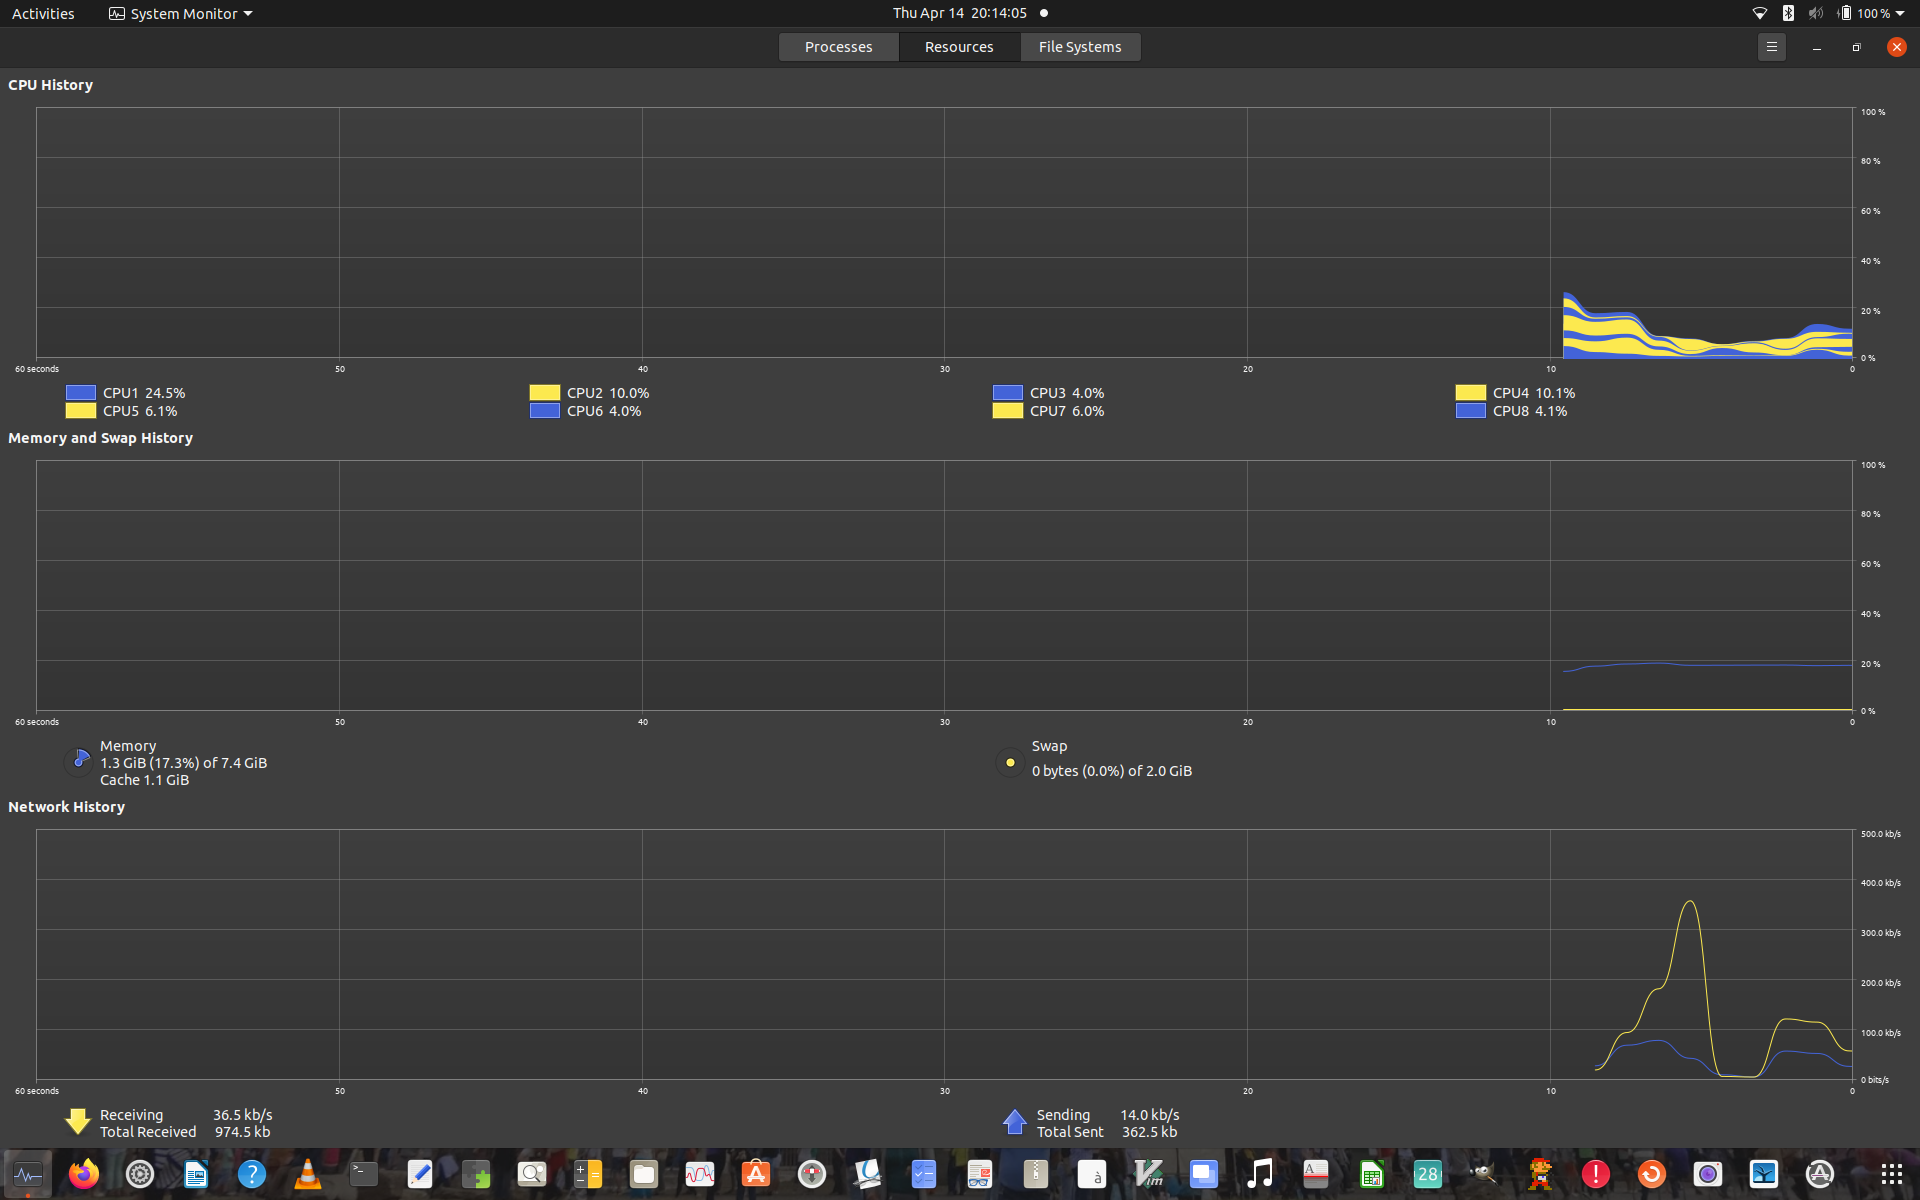 Activities
System Monitor
Thu Apr 14 20:14:05
100 %
Processes
Resources
File Systems
CPU History
100 %
80 %
60 %
40 %
20 %
0 %
60 seconds 50 40 30 20 10 0
CPU1 24.5% CPU2 10.0% CPU3 4.0% CPU4 10.1%
CPU5 6.1% CPU6 4.0% CPU7 6.0% CPU8 4.1%
Memory and Swap History
100 %
80 %
60 %
40 %
20 %
0 %
60 seconds 50 40 30 20 10 0
Memory
1.3 GiB (17.3%) of 7.4 GiB
Cache 1.1 GiB
Swap
0 bytes (0.0%) of 2.0 GiB
Network History
500.0 kb/s
400.0 kb/s
300.0 kb/s
200.0 kb/s
100.0 kb/s
0 bits/s
60 seconds 50 40 30 20 10 0
Receiving 36.5 kb/s
Total Received 974.5 kb
Sending 14.0 kb/s
Total Sent 362.5 kb
?
>_
à
Vim
A
28
!